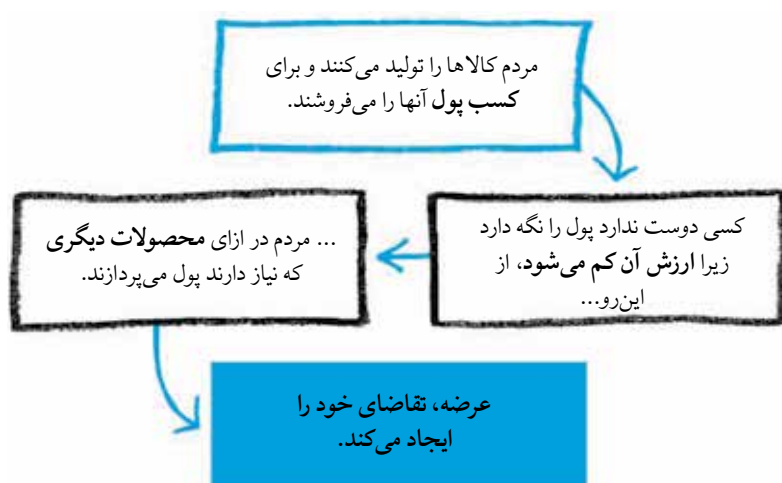 مردم کالاها را تولید می‌کنند و برای
کسب پول آنها را می‌فروشند.
کسی دوست ندارد پول را نگه دارد
زیرا ارزش آن کم می‌شود، از
این‌رو...
... مردم در ازای محصولات دیگری
که نیاز دارند پول می‌پردازند.
عرضه، تقاضای خود را
ایجاد می‌کند.